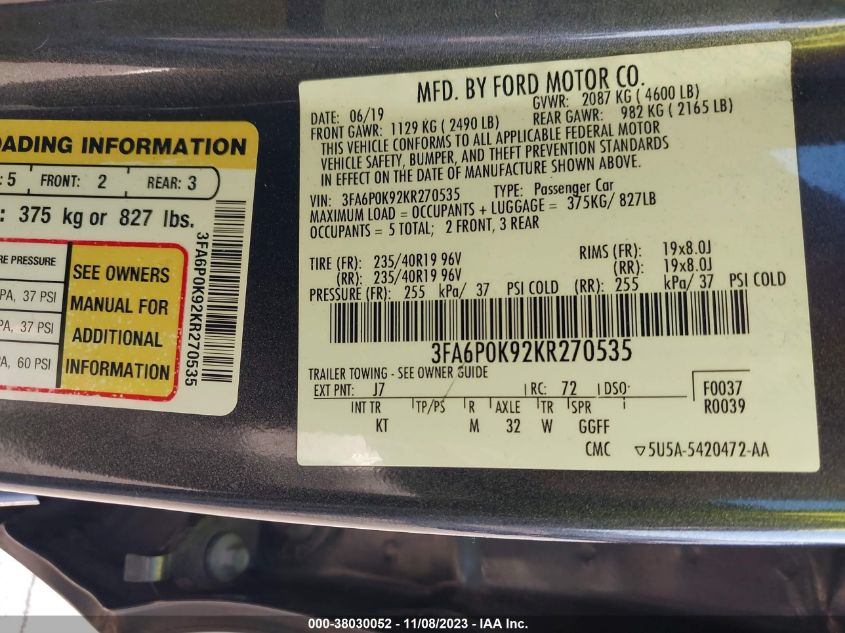 OADING INFORMATION
: 5 FRONT: 2 REAR: 3
: 375 kg or 827 lbs.
RE PRESSURE
PA, 37 PSI
PA, 37 PSI
PA, 60 PSI
SEE OWNERS
MANUAL FOR
ADDITIONAL
INFORMATION
3FA6P0K92KR270535
MFD. BY FORD MOTOR CO.
DATE: 06/19 GVWR: 2087 KG ( 4600 LB)
FRONT GAWR: 1129 KG ( 2490 LB) REAR GAWR: 982 KG ( 2165 LB)
THIS VEHICLE CONFORMS TO ALL APPLICABLE FEDERAL MOTOR
VEHICLE SAFETY, BUMPER, AND THEFT PREVENTION STANDARDS
IN EFFECT ON THE DATE OF MANUFACTURE SHOWN ABOVE.
VIN: 3FA6P0K92KR270535 TYPE: Passenger Car
MAXIMUM LOAD = OCCUPANTS + LUGGAGE = 375KG/ 827LB
OCCUPANTS: 5 TOTAL; 2 FRONT, 3 REAR
TIRE (FR): 235/40R19 96V RIMS (FR): 19x8.0J
(RR): 235/40R19 96V (RR): 19x8.0J
PRESSURE (FR): 255 kPa/ 37 PSI COLD (RR): 255 kPa/ 37 PSI COLD
3FA6P0K92KR270535
TRAILER TOWING - SEE OWNER GUIDE
EXT PNT: J7 RC: 72 DSO: F0037
INT TR TP/PS R AXLE TR SPR R0039
KT M 32 W GGFF
CMC ▽5U5A-5420472-AA
000-38030052 - 11/08/2023 - IAA Inc.